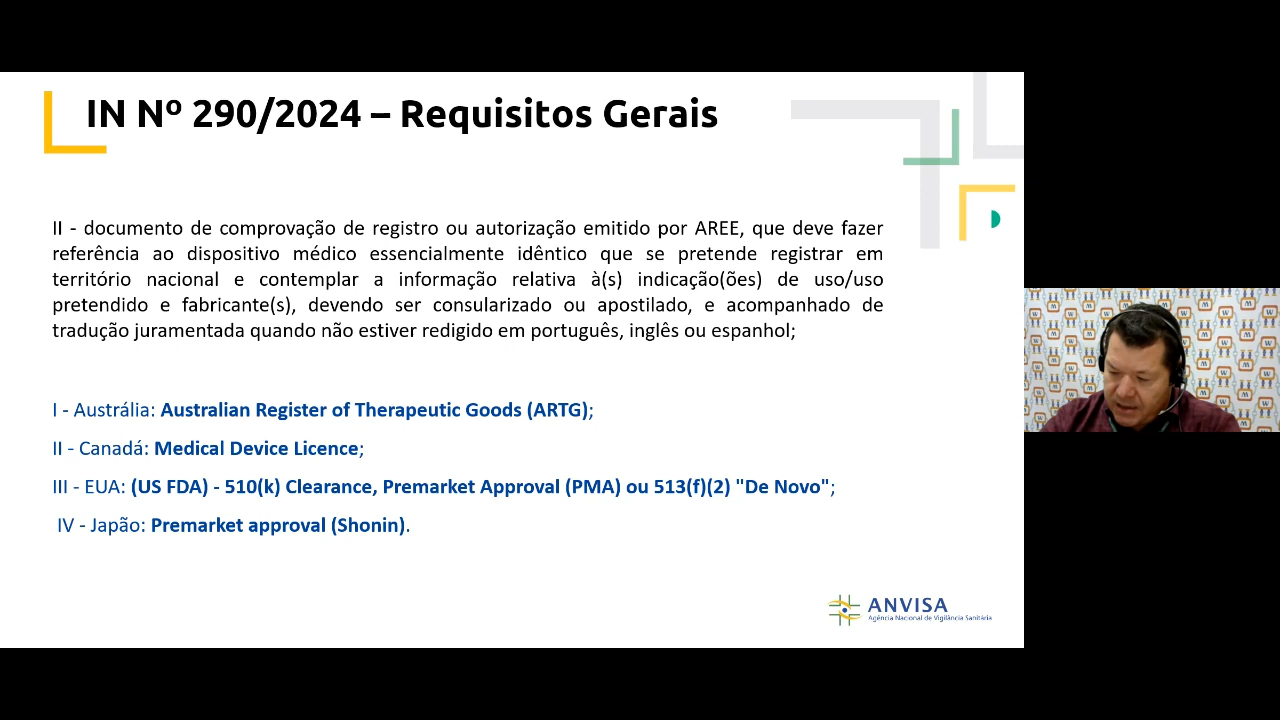 IN Nº 290/2024 – Requisitos Gerais
II - documento de comprovação de registro ou autorização emitido por AREE, que deve fazer
referência ao dispositivo médico essencialmente idêntico que se pretende registrar em
território nacional e contemplar a informação relativa à(s) indicação(ões) de uso/uso
pretendido e fabricante(s), devendo ser consularizado ou apostilado, e acompanhado de
tradução juramentada quando não estiver redigido em português, inglês ou espanhol;
I - Austrália: Australian Register of Therapeutic Goods (ARTG);
II - Canadá: Medical Device Licence;
III - EUA: (US FDA) - 510(k) Clearance, Premarket Approval (PMA) ou 513(f)(2) "De Novo";
IV - Japão: Premarket approval (Shonin).
ANVISA
Agência Nacional de Vigilância Sanitária